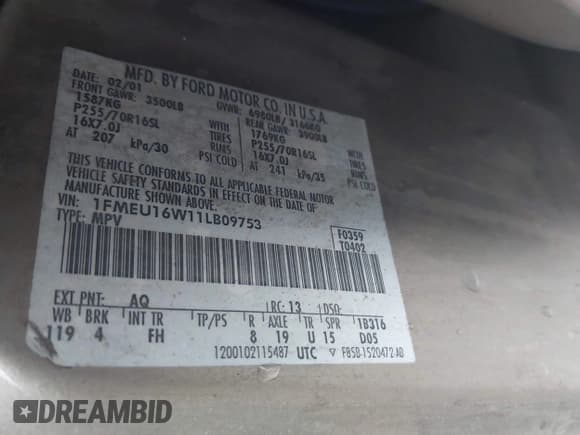 MFD. BY FORD MOTOR CO. IN U.S.A.
DATE: 02/01 GVWR: 6980LB/ 3166KG
FRONT GAWR: 3500LB REAR GAWR: 3900LB
1587KG WITH 1769KG WITH
P255/70R16SL TIRES P255/70R16SL TIRES
16X7.0J RIMS 16X7.0J RIMS
AT 207 kPa/30 PSI COLD AT 241 kPa/35 PSI COLD
THIS VEHICLE CONFORMS TO ALL APPLICABLE FEDERAL MOTOR
VEHICLE SAFETY STANDARDS IN EFFECT ON THE DATE OF
MANUFACTURE SHOWN ABOVE.
VIN: 1FMEU16W11LB09753
TYPE: MPV
F0359
T0402
EXT PNT: AQ RC: 13 DSO:
WB BRK INT TR TP/PS R AXLE TR SPR 1B316
119 4 FH 8 19 U 15 D05
1200102115487 UTC ▽ F85B-1520472 AD
DREAMBID